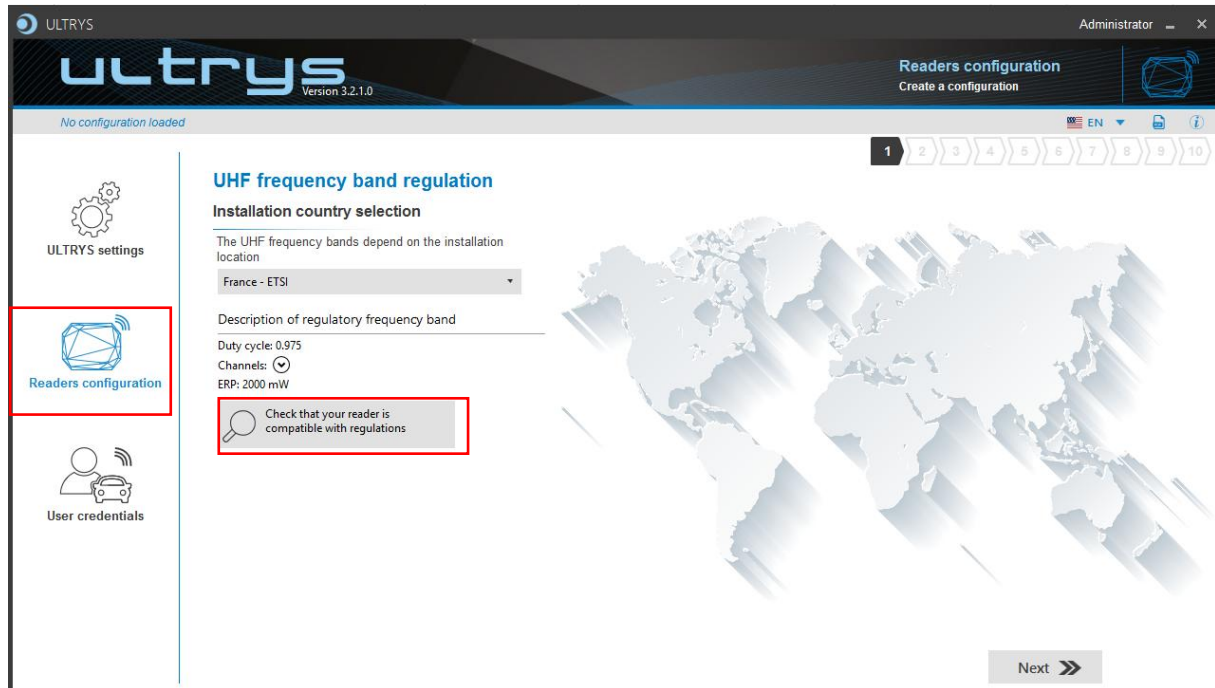 ULTRYS
Administrator
ultrys
Version 3.2.1.0
Readers configuration
Create a configuration
No configuration loaded
EN
1 2 3 4 5 6 7 8 9 10
UHF frequency band regulation
Installation country selection
The UHF frequency bands depend on the installation
location
France - ETSI
Description of regulatory frequency band
Duty cycle: 0.975
Channels:
ERP: 2000 mW
Check that your reader is
compatible with regulations
ULTRYS settings
Readers configuration
User credentials
Next